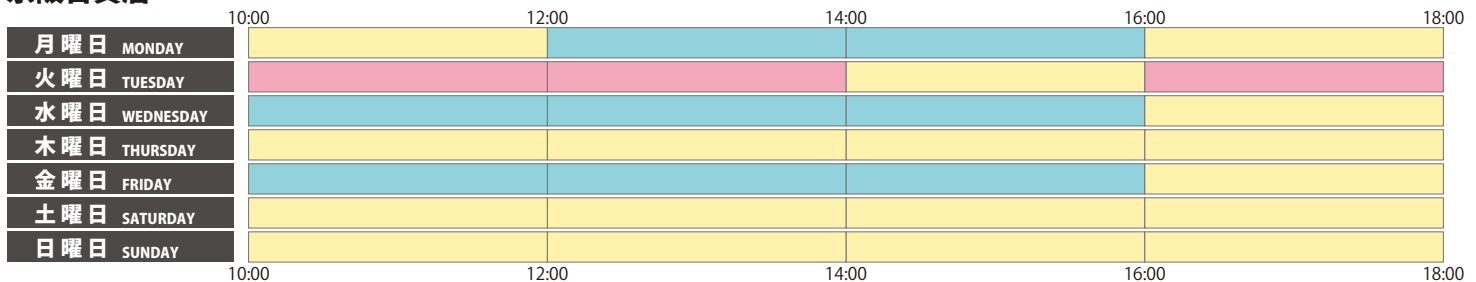 10:00 12:00 14:00 16:00 18:00
月曜日 MONDAY
火曜日 TUESDAY
水曜日 WEDNESDAY
木曜日 THURSDAY
金曜日 FRIDAY
土曜日 SATURDAY
日曜日 SUNDAY
10:00 12:00 14:00 16:00 18:00